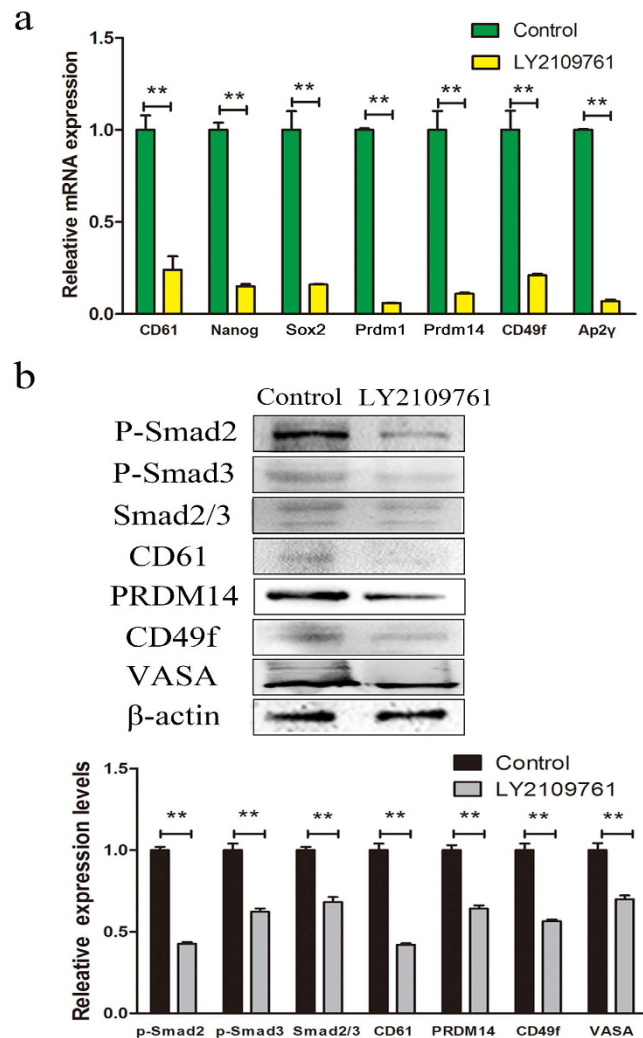 a
Releative mRNA expression
1.5
1.0
0.5
0.0
Control
LY2109761
** ** ** ** ** ** **
CD61 Nanog Sox2 Prdm1 Prdm14 CD49f Ap2γ
b
Control LY2109761
P-Smad2
P-Smad3
Smad2/3
CD61
PRDM14
CD49f
VASA
β-actin
Releative expression levels
1.5
1.0
0.5
0.0
Control
LY2109761
** ** ** ** ** ** **
p-Smad2 p-Smad3 Smad2/3 CD61 PRDM14 CD49f VASA